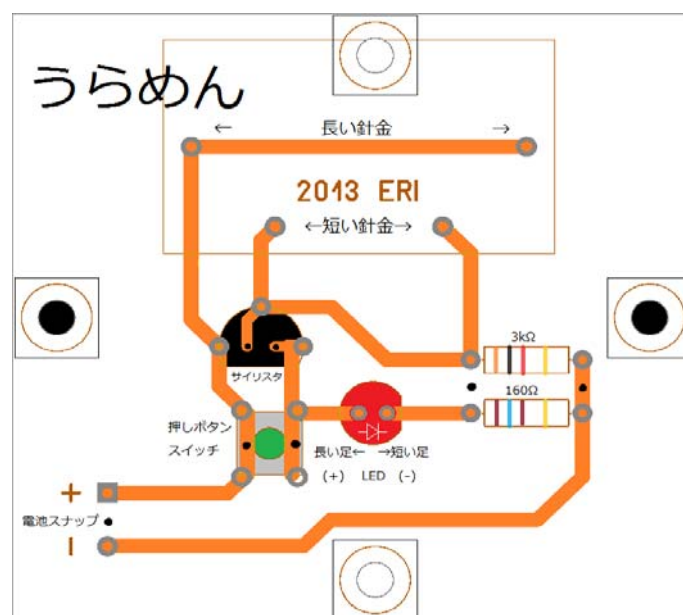 うらめん
← 長い針金 →
2013 ERI
←短い針金→
サイリスタ
3kΩ
160Ω
押しボタン
スイッチ
長い足← →短い足
(+) LED (-)
+
電池スナップ
-